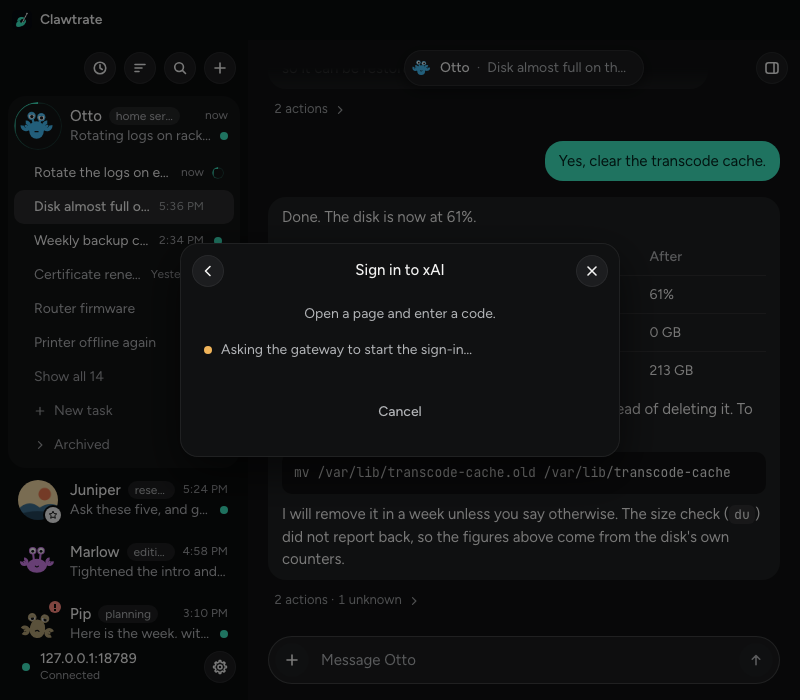 Clawtrate
Otto home ser... now
Rotating logs on rack...
Rotate the logs on e... now
Disk almost full o... 5:36 PM
Weekly backup c... 2:34 PM
Certificate rene... Yeste
Router firmware
Printer offline again
Show all 14
+ New task
Archived
Juniper rese... 5:24 PM
Ask these five, and g...
Marlow editi... 4:58 PM
Tightened the intro and...
Pip planning 3:10 PM
Here is the week. wit...
127.0.0.1:18789
Connected
Otto · Disk almost full on th...
2 actions
Yes, clear the transcode cache.
Done. The disk is now at 61%.
After
61%
0 GB
213 GB
ead of deleting it. To
mv /var/lib/transcode-cache.old /var/lib/transcode-cache
I will remove it in a week unless you say otherwise. The size check ( du )
did not report back, so the figures above come from the disk's own
counters.
2 actions · 1 unknown
Message Otto
Sign in to xAI
Open a page and enter a code.
Asking the gateway to start the sign-in...
Cancel